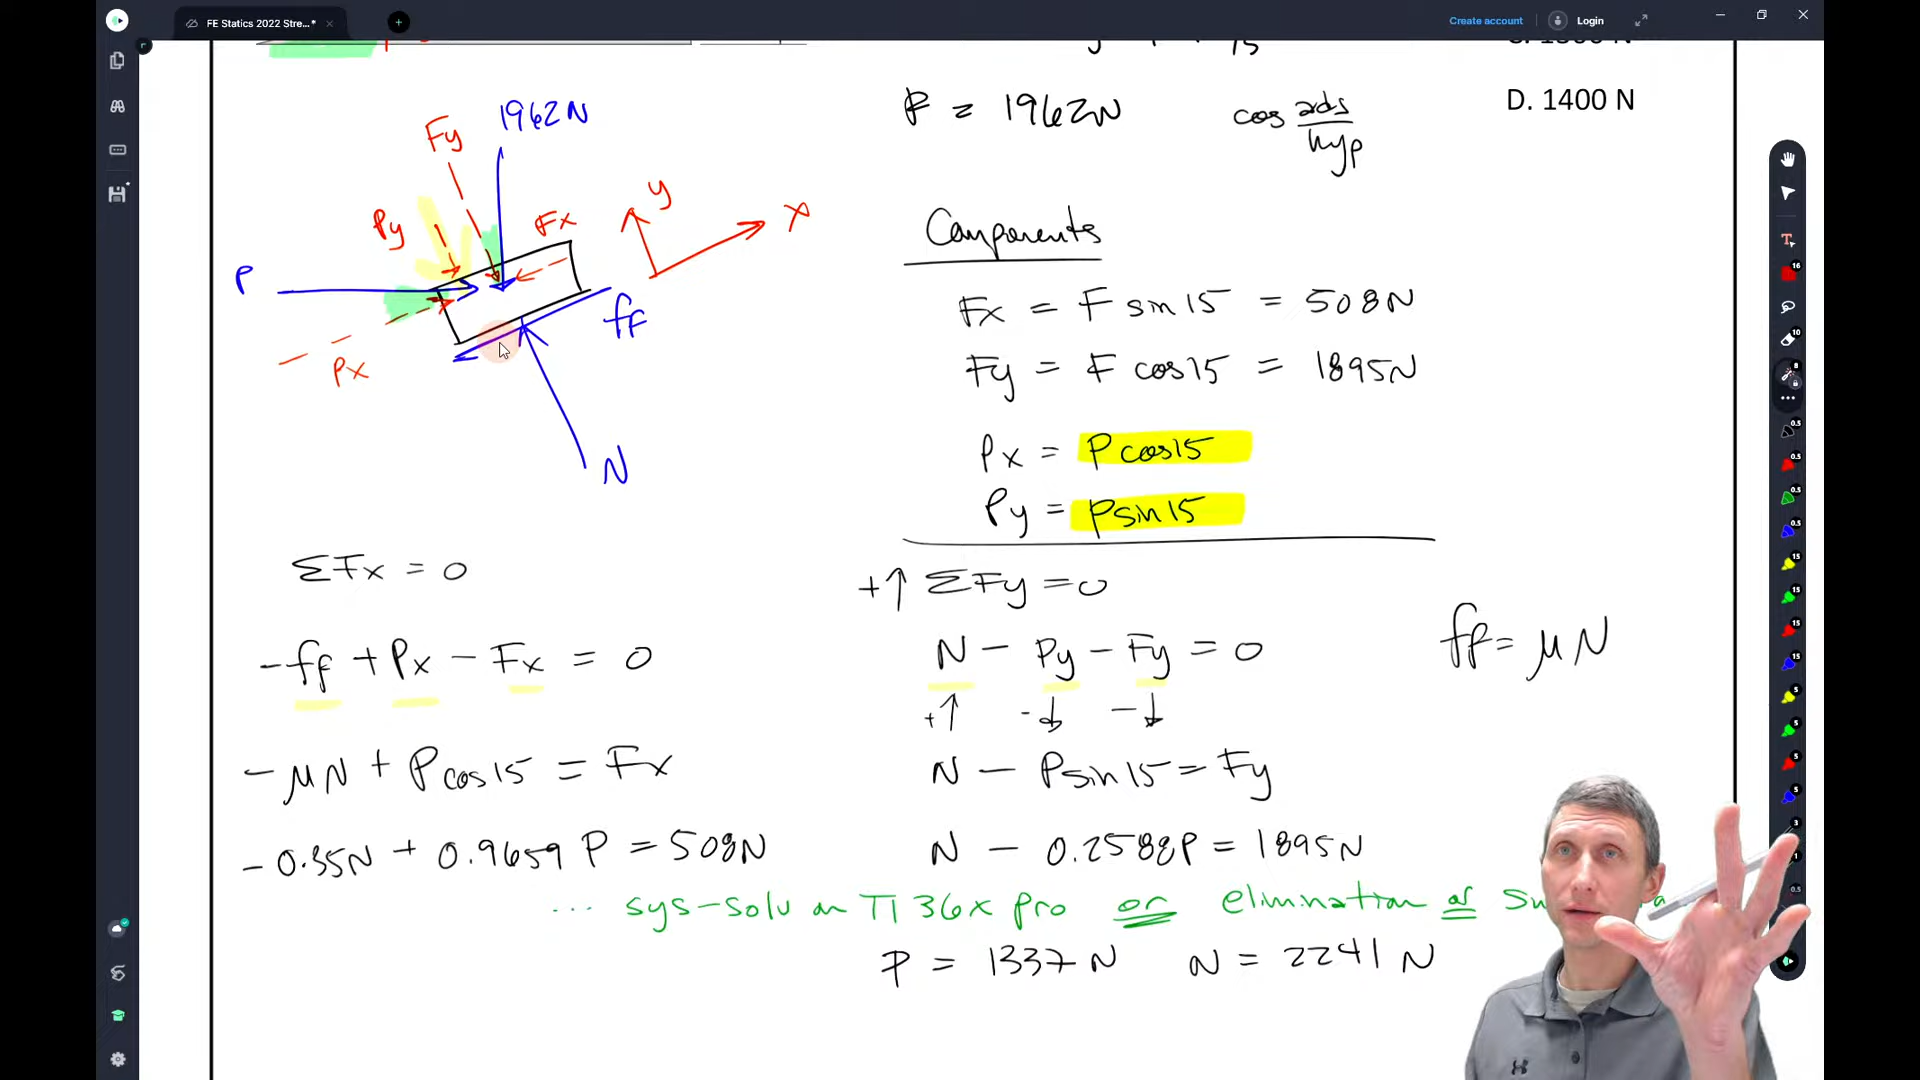 FE Statics 2022 Stre...*
Create account
Login
D. 1400 N
F = 1962N
cos ads/hyp
1962N
Fy
Py
Fx
y
x
P
Px
ff
N
Components
Fx = F sin15 = 508N
Fy = F cos15 = 1895N
Px = P cos15
Py = P sin15
ΣFx = 0
+↑ ΣFy = 0
-ff + Px - Fx = 0
N - Py - Fy = 0
ff = μN
+↑ -↓ -↓
-μN + P cos15 = Fx
N - P sin15 = Fy
-0.35N + 0.9659 P = 508N
N - 0.2588P = 1895N
... sys-solv on TI 36x pro or elimination or
P = 1337 N N = 2241 N